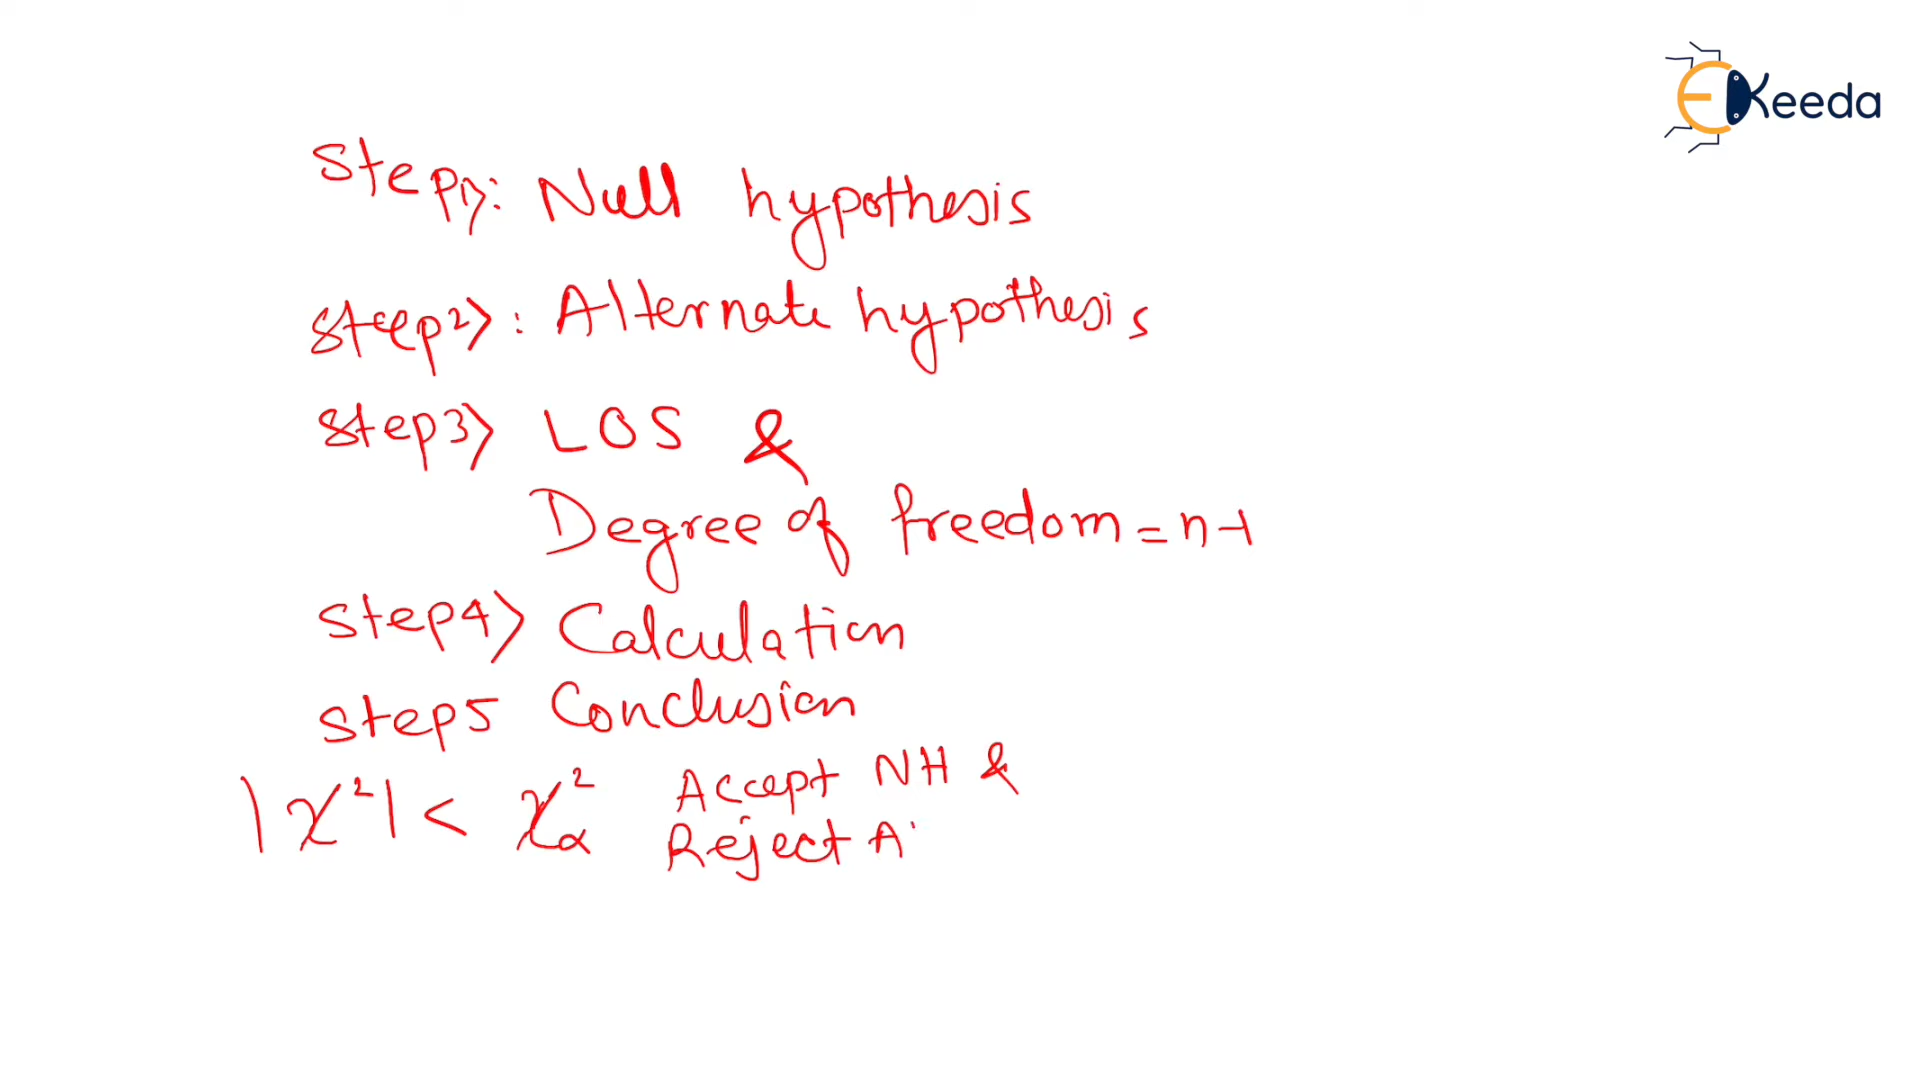 EKeeda
Step1): Null hypothesis
Step2): Alternate hypothesis
Step3) LOS &
Degree of freedom = n-1
Step4) Calculation
Step5 Conclusion
|χ²| < χ²α Accept NH &
Reject A